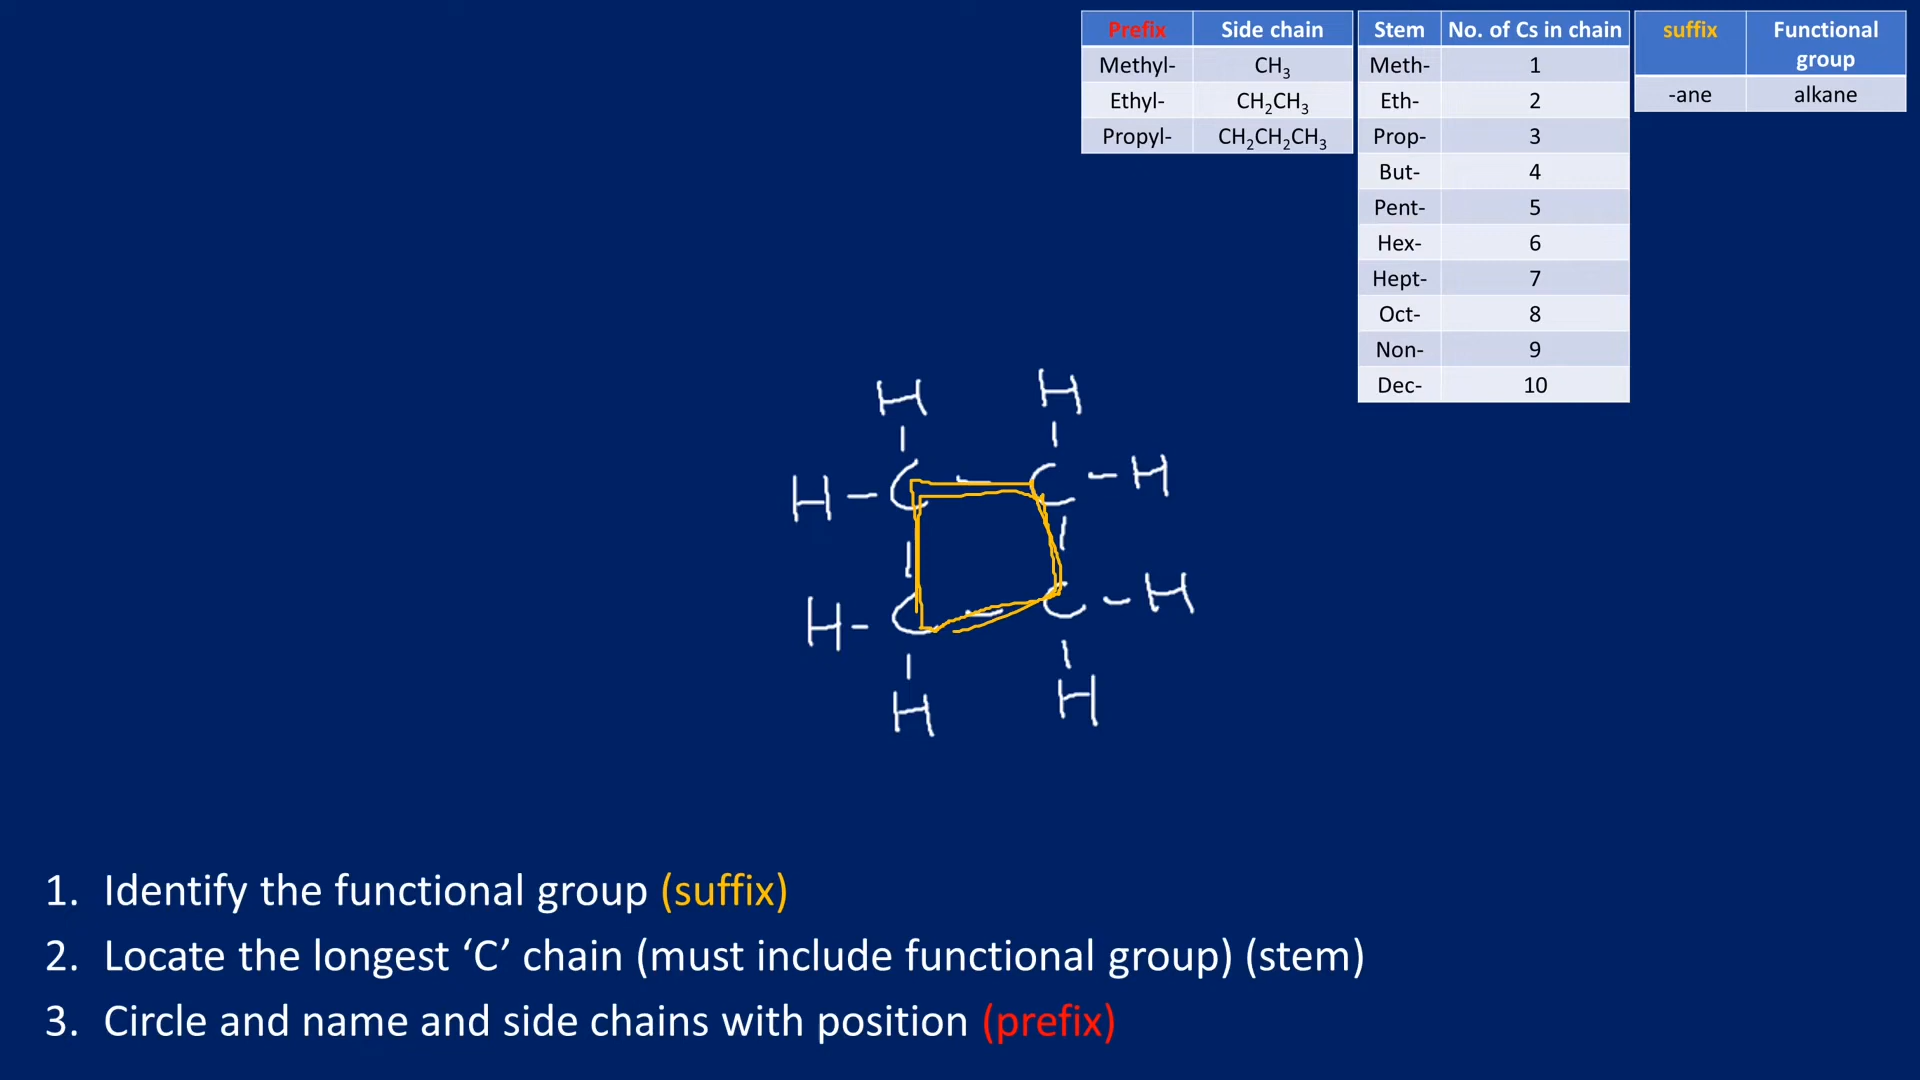 Prefix Side chain
Methyl- CH₃
Ethyl- CH₂CH₃
Propyl- CH₂CH₂CH₃
Stem No. of Cs in chain
Meth- 1
Eth- 2
Prop- 3
But- 4
Pent- 5
Hex- 6
Hept- 7
Oct- 8
Non- 9
Dec- 10
suffix Functional
group
-ane alkane
H H
H - C - C - H
H - C - C - H
H H
1. Identify the functional group (suffix)
2. Locate the longest ‘C’ chain (must include functional group) (stem)
3. Circle and name and side chains with position (prefix)